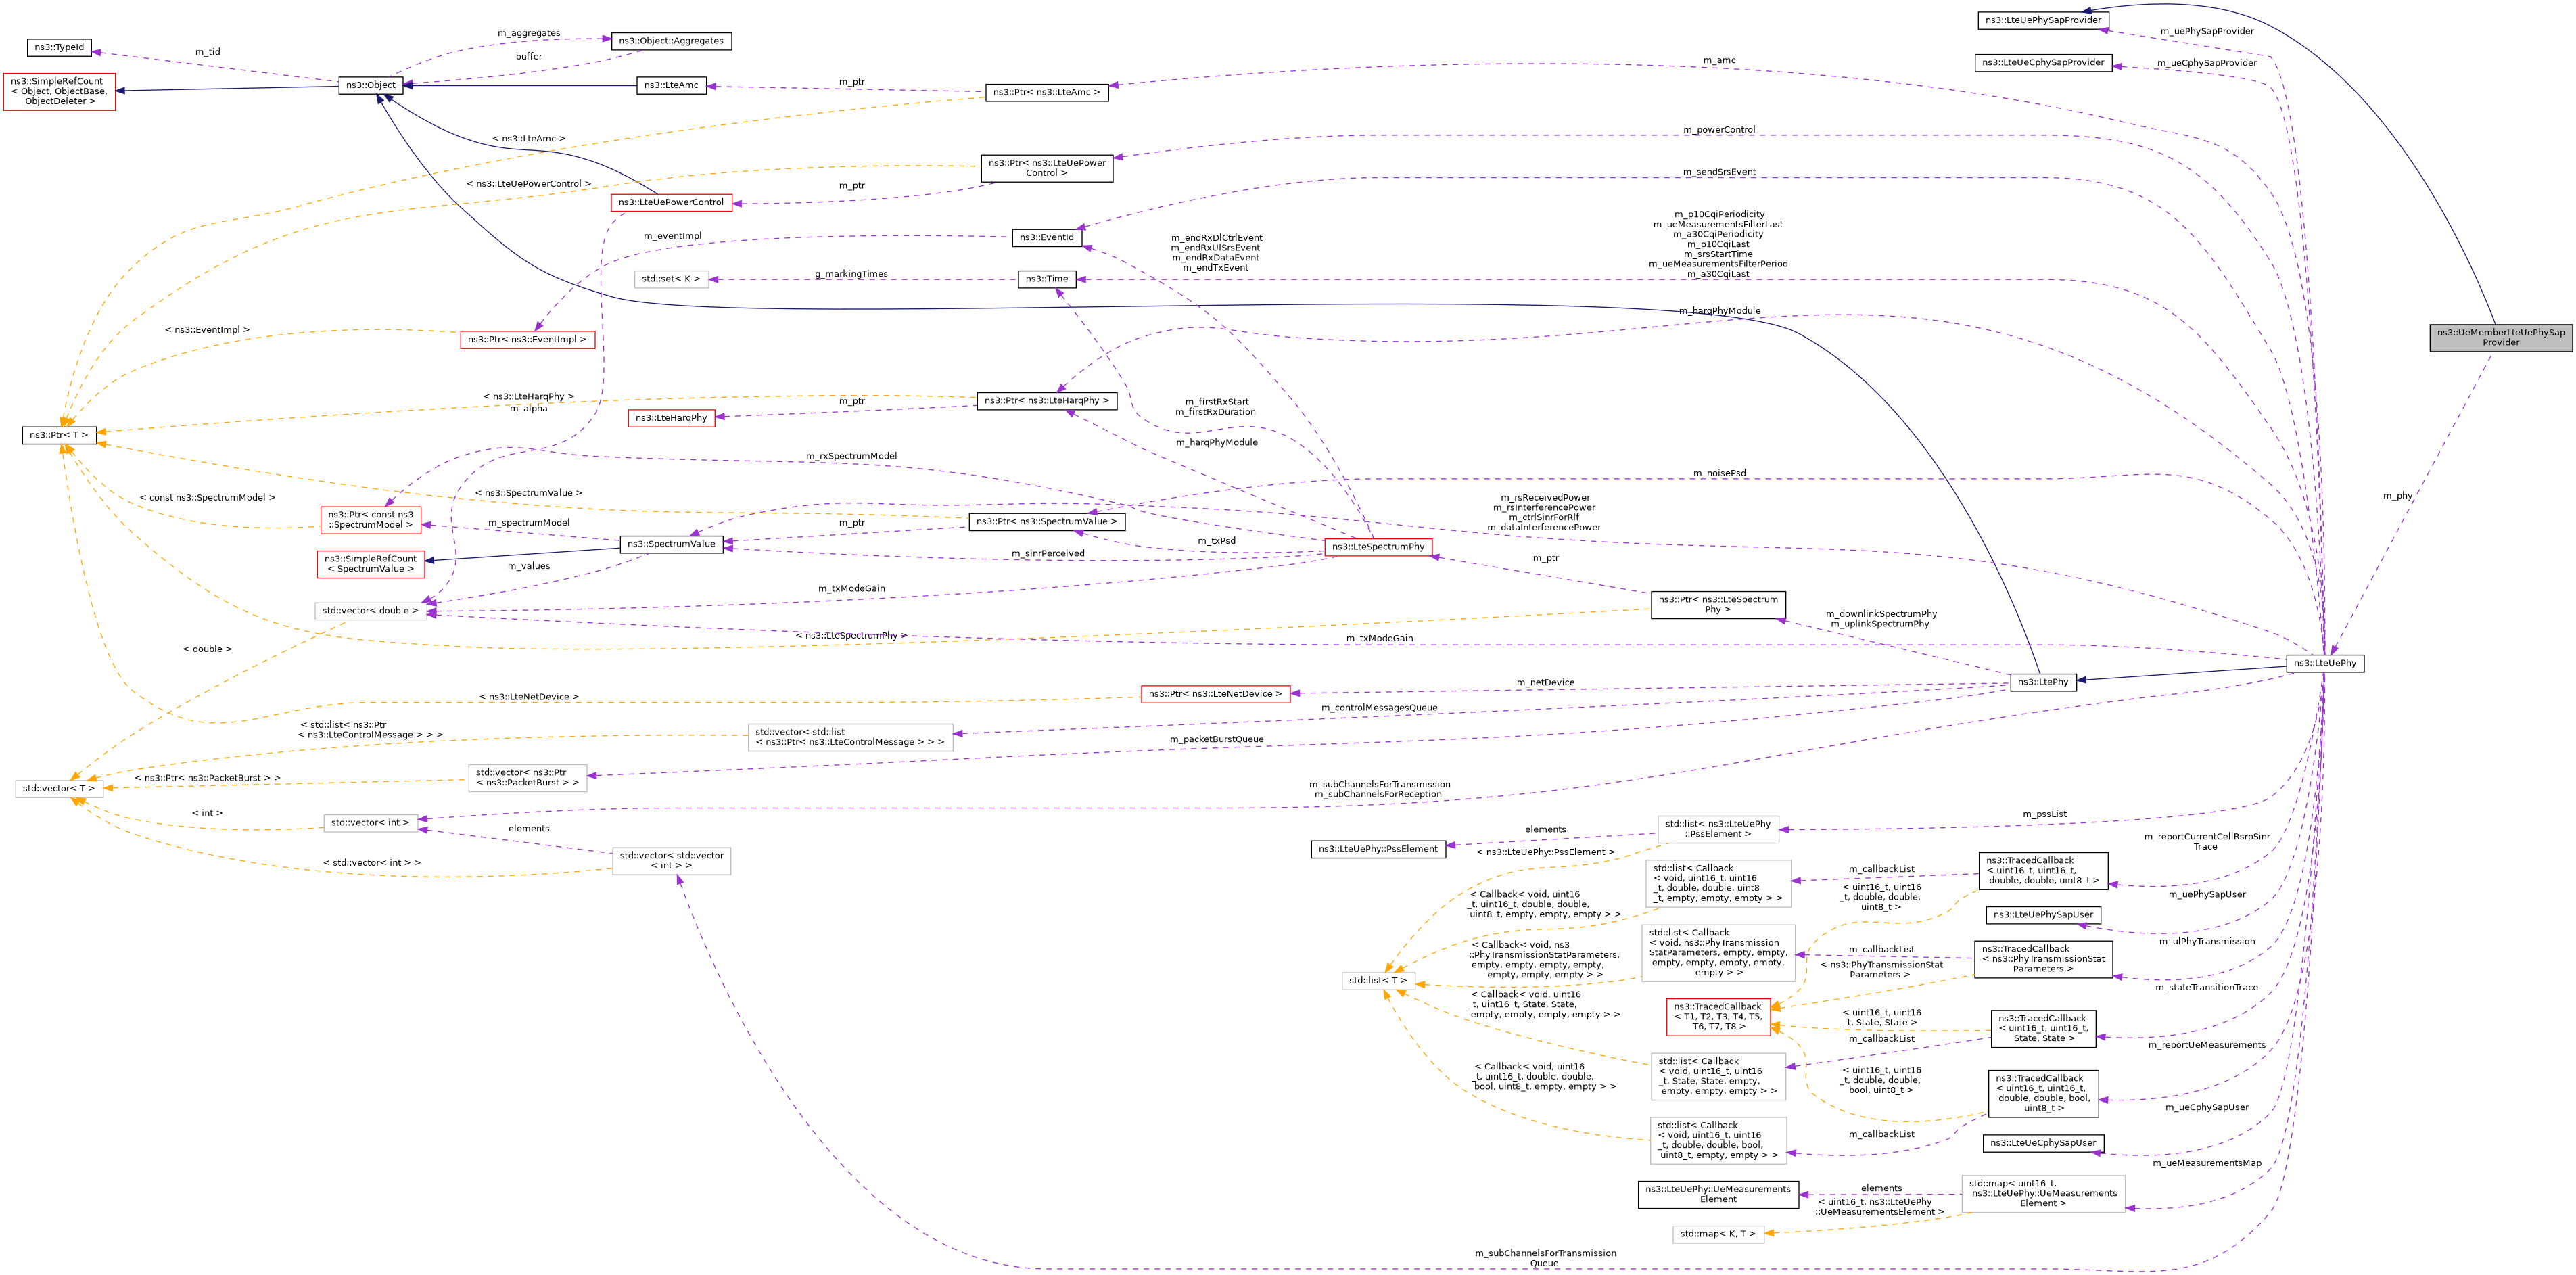 ns3::LteUePhySapProvider
m_uePhySapProvider
ns3::TypeId
m_tid
m_aggregates
ns3::Object::Aggregates
buffer
ns3::LteUeCphySapProvider
m_ueCphySapProvider
m_amc
ns3::SimpleRefCount
< Object, ObjectBase,
ObjectDeleter >
ns3::Object
ns3::LteAmc
m_ptr
ns3::Ptr< ns3::LteAmc >
< ns3::LteAmc >
m_powerControl
ns3::Ptr< ns3::LteUePower
Control >
< ns3::LteUePowerControl >
m_ptr
ns3::LteUePowerControl
m_sendSrsEvent
m_eventImpl
ns3::EventId
m_endRxDlCtrlEvent
m_endRxUlSrsEvent
m_endRxDataEvent
m_endTxEvent
m_p10CqiPeriodicity
m_ueMeasurementsFilterLast
m_a30CqiPeriodicity
m_p10CqiLast
m_srsStartTime
m_ueMeasurementsFilterPeriod
m_a30CqiLast
std::set< K >
g_markingTimes
ns3::Time
m_harqPhyModule
ns3::UeMemberLteUePhySap
Provider
< ns3::EventImpl >
ns3::Ptr< ns3::EventImpl >
< ns3::LteHarqPhy >
m_alpha
ns3::LteHarqPhy
m_ptr
ns3::Ptr< ns3::LteHarqPhy >
m_firstRxStart
m_firstRxDuration
ns3::Ptr< T >
m_harqPhyModule
m_rxSpectrumModel
m_noisePsd
m_phy
< const ns3::SpectrumModel >
< ns3::SpectrumValue >
m_rsReceivedPower
m_rsInterferencePower
m_ctrlSinrForRlf
m_dataInterferencePower
ns3::Ptr< const ns3
::SpectrumModel >
m_spectrumModel
m_ptr
ns3::Ptr< ns3::SpectrumValue >
ns3::SpectrumValue
m_txPsd
ns3::LteSpectrumPhy
m_sinrPerceived
ns3::SimpleRefCount
< SpectrumValue >
m_values
m_ptr
m_txModeGain
std::vector< double >
ns3::Ptr< ns3::LteSpectrum
Phy >
m_downlinkSpectrumPhy
m_uplinkSpectrumPhy
< ns3::LteSpectrumPhy >
m_txModeGain
< double >
ns3::LteUePhy
ns3::LtePhy
m_netDevice
ns3::Ptr< ns3::LteNetDevice >
< ns3::LteNetDevice >
m_controlMessagesQueue
< std::list< ns3::Ptr
< ns3::LteControlMessage > > >
std::vector< std::list
< ns3::Ptr< ns3::LteControlMessage > > >
m_packetBurstQueue
< ns3::Ptr< ns3::PacketBurst > >
std::vector< ns3::Ptr
< ns3::PacketBurst > >
std::vector< T >
m_subChannelsForTransmission
m_subChannelsForReception
< int >
std::vector< int >
elements
< std::vector< int > >
std::vector< std::vector
< int > >
m_pssList
std::list< ns3::LteUePhy
::PssElement >
elements
ns3::LteUePhy::PssElement
< ns3::LteUePhy::PssElement >
m_reportCurrentCellRsrpSinr
Trace
ns3::TracedCallback
< uint16_t, uint16_t,
double, double, uint8_t >
m_callbackList
std::list< Callback
< void, uint16_t, uint16
_t, double, double, uint8
_t, empty, empty, empty > >
< Callback< void, uint16
_t, uint16_t, double, double,
uint8_t, empty, empty, empty > >
< uint16_t, uint16
_t, double, double,
uint8_t >
m_uePhySapUser
ns3::LteUePhySapUser
m_ulPhyTransmission
ns3::TracedCallback
< ns3::PhyTransmissionStat
Parameters >
m_callbackList
std::list< Callback
< void, ns3::PhyTransmission
StatParameters, empty, empty,
empty, empty, empty, empty,
empty > >
< Callback< void, ns3
::PhyTransmissionStatParameters,
empty, empty, empty, empty,
empty, empty, empty > >
< ns3::PhyTransmissionStat
Parameters >
std::list< T >
m_stateTransitionTrace
ns3::TracedCallback
< T1, T2, T3, T4, T5,
T6, T7, T8 >
< Callback< void, uint16
_t, uint16_t, State, State,
empty, empty, empty, empty > >
< uint16_t, uint16
_t, State, State >
ns3::TracedCallback
< uint16_t, uint16_t,
State, State >
m_callbackList
m_reportUeMeasurements
std::list< Callback
< void, uint16_t, uint16
_t, State, State, empty,
empty, empty, empty > >
< Callback< void, uint16
_t, uint16_t, double, double,
bool, uint8_t, empty, empty > >
< uint16_t, uint16
_t, double, double,
bool, uint8_t >
ns3::TracedCallback
< uint16_t, uint16_t,
double, double, bool,
uint8_t >
m_ueCphySapUser
m_callbackList
std::list< Callback
< void, uint16_t, uint16
_t, double, double, bool,
uint8_t, empty, empty > >
ns3::LteUeCphySapUser
m_ueMeasurementsMap
ns3::LteUePhy::UeMeasurements
Element
elements
std::map< uint16_t,
ns3::LteUePhy::UeMeasurements
Element >
< uint16_t, ns3::LteUePhy
::UeMeasurementsElement >
std::map< K, T >
m_subChannelsForTransmission
Queue